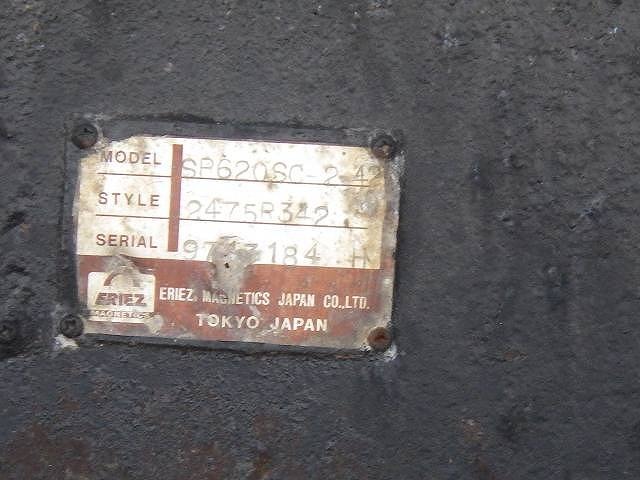 MODEL SP620SC-2 42
STYLE 2475R342
SERIAL 184 H
ERIEZ
MAGNETICS
ERIEZ MAGNETICS JAPAN CO.,LTD.
TOKYO JAPAN